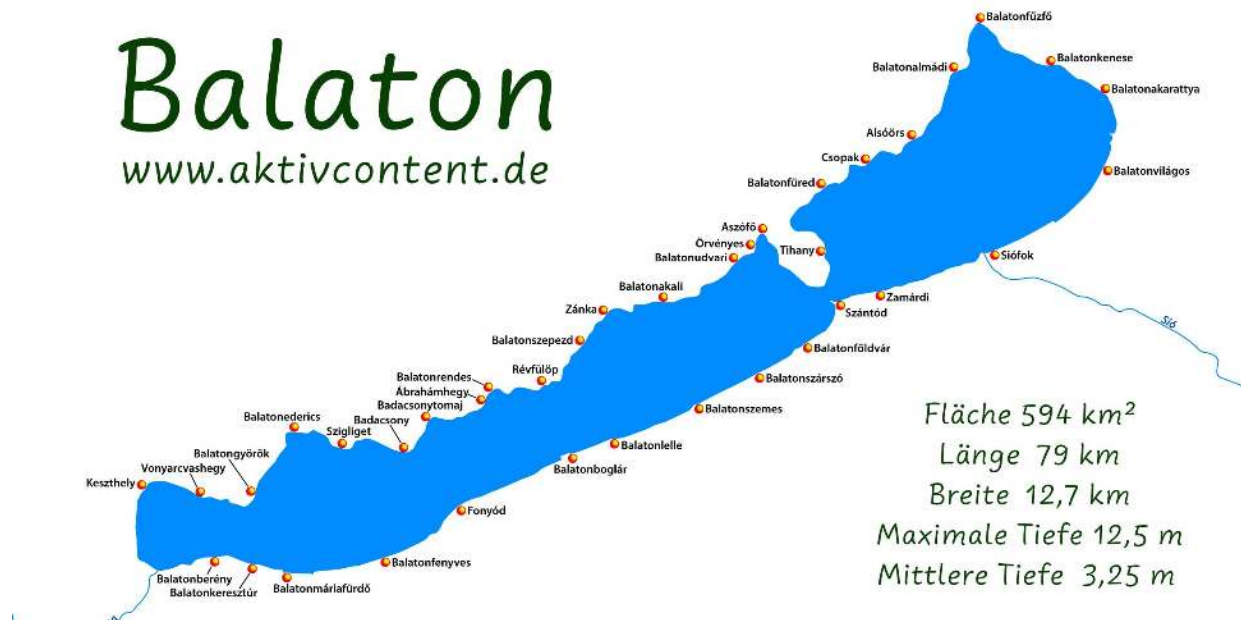 Balaton
www.aktivcontent.de
Balatonfűzfő
Balatonalmádi
Balatonkenese
Balatonakarattya
Alsóörs
Csopak
Balatonvilágos
Balatonfüred
Aszófő
Örvényes
Tihany
Balatonudvari
Siófok
Balatonakali
Zamárdi
Zánka
Szántód
Sió
Balatonszepezd
Balatonföldvár
Révfülöp
Balatonszárszó
Balatonrendes
Ábrahámhegy
Badacsonytomaj
Balatonszemes
Balatonederics
Badacsony
Szigliget
Balatonlelle
Balatongyörök
Balatonboglár
Vonyarcvashegy
Keszthely
Fonyód
Balatonfenyves
Balatonberény
Balatonkeresztúr
Balatonmáriafürdő
Fläche 594 km²
Länge 79 km
Breite 12,7 km
Maximale Tiefe 12,5 m
Mittlere Tiefe 3,25 m